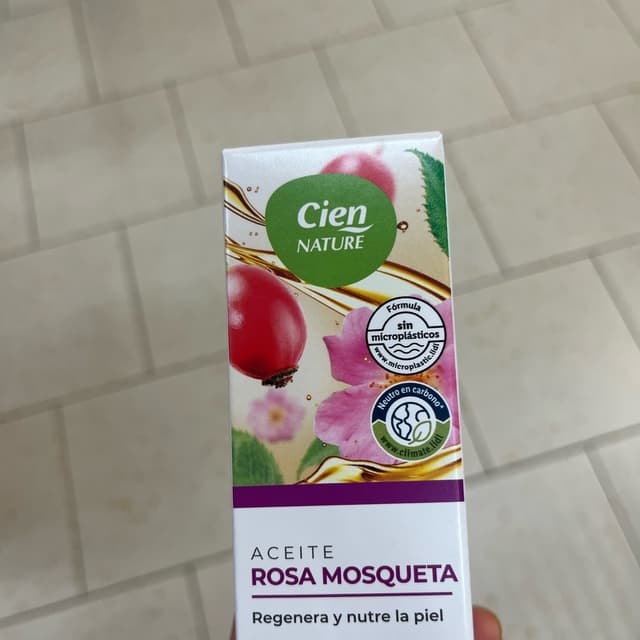 Cien
NATURE
Fórmula
sin
microplásticos
www.microplastic.lidl
Neutro en carbono*
www.climate.lidl
ACEITE
ROSA MOSQUETA
Regenera y nutre la piel